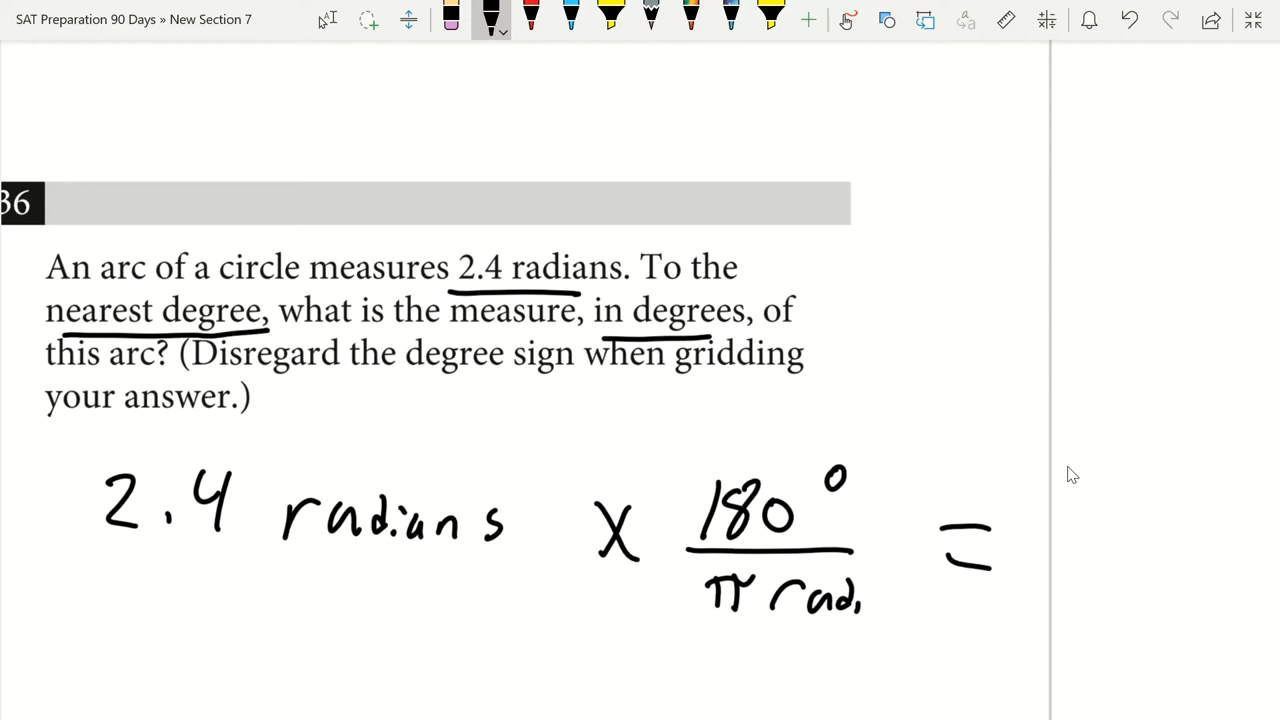 SAT Preparation 90 Days » New Section 7
36
An arc of a circle measures 2.4 radians. To the
nearest degree, what is the measure, in degrees, of
this arc? (Disregard the degree sign when gridding
your answer.)
2.4 radians x 180° =
π rad.